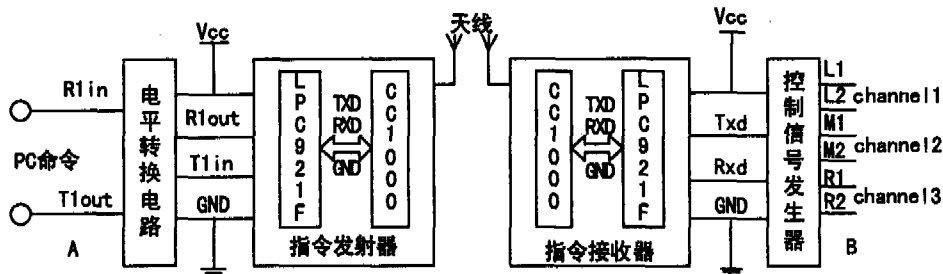 天线
Vcc
Vcc
R1in
PC命令
T1out
A
电平转换电路
R1out
T1in
GND
LPC921F
TXD
RXD
GND
CC1000
指令发射器
CC1000
TXD
RXD
GND
LPC921F
指令接收器
Txd
Rxd
GND
控制信号发生器
L1
L2 channel1
M1
M2 channel2
R1
R2 channel3
B